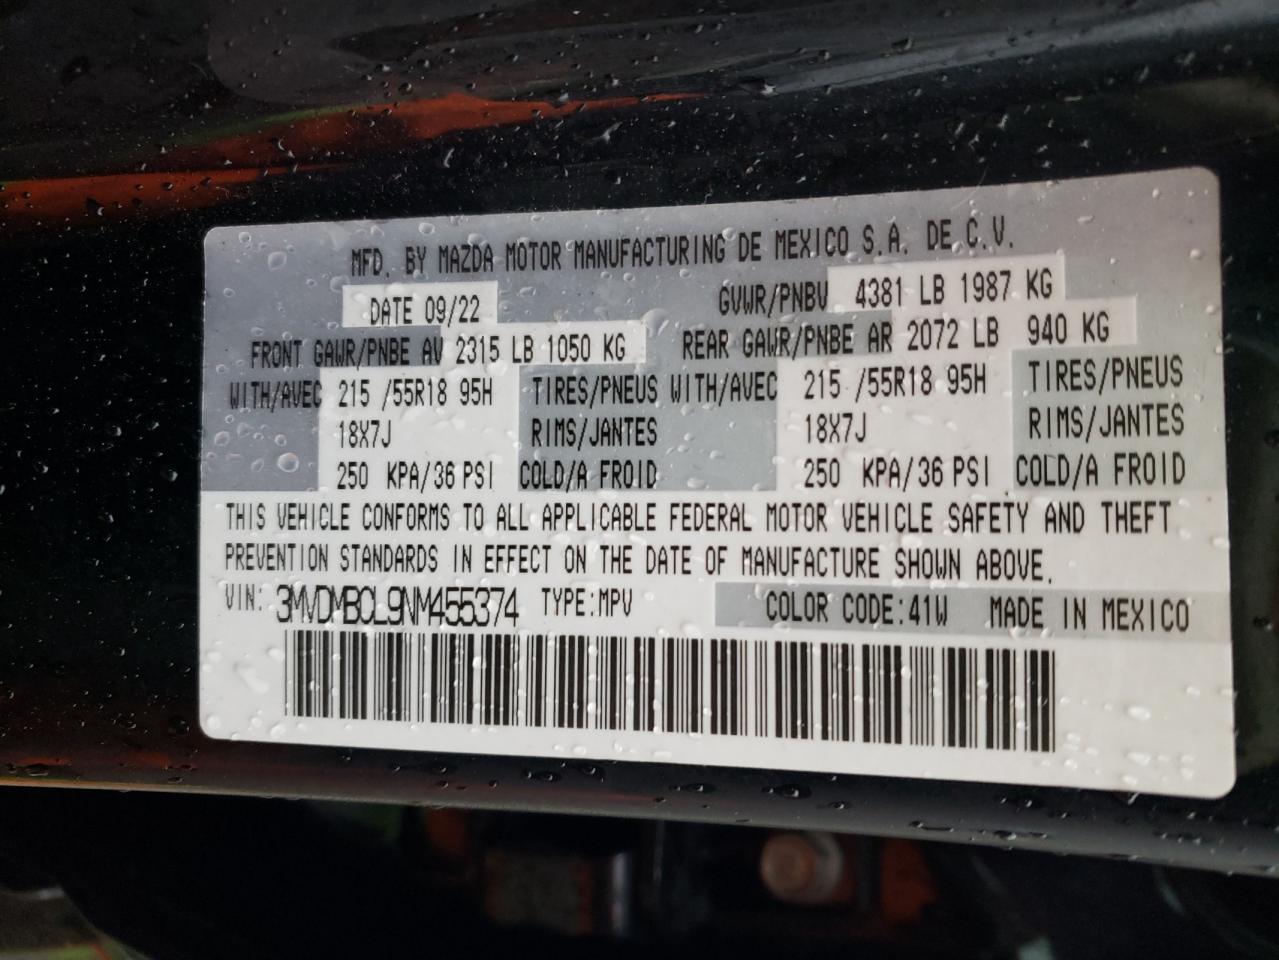 MFD. BY MAZDA MOTOR MANUFACTURING DE MEXICO S.A. DE C.V.
DATE 09/22 GVWR/PNBV 4381 LB 1987 KG
FRONT GAWR/PNBE AV 2315 LB 1050 KG REAR GAWR/PNBE AR 2072 LB 940 KG
WITH/AVEC 215 /55R18 95H TIRES/PNEUS WITH/AVEC 215 /55R18 95H TIRES/PNEUS
18X7J RIMS/JANTES 18X7J RIMS/JANTES
250 KPA/36 PSI COLD/A FROID 250 KPA/36 PSI COLD/A FROID
THIS VEHICLE CONFORMS TO ALL APPLICABLE FEDERAL MOTOR VEHICLE SAFETY AND THEFT
PREVENTION STANDARDS IN EFFECT ON THE DATE OF MANUFACTURE SHOWN ABOVE.
VIN: 3MVDMBCL9NM455374 TYPE:MPV COLOR CODE:41W MADE IN MEXICO